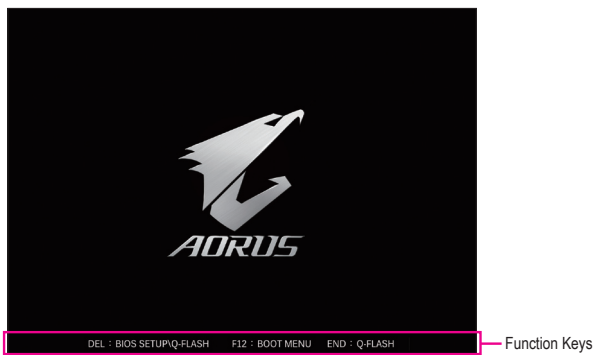 AORUS
DEL : BIOS SETUP\Q-FLASH F12 : BOOT MENU END : Q-FLASH
Function Keys